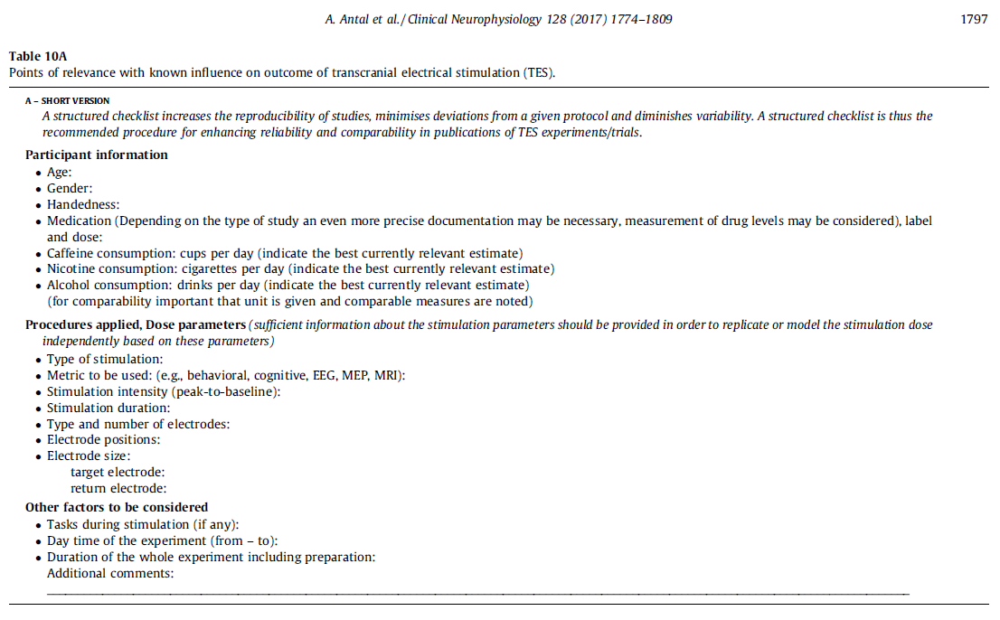 A. Antal et al./Clinical Neurophysiology 128 (2017) 1774–1809
1797
Table 10A
Points of relevance with known influence on outcome of transcranial electrical stimulation (TES).
A – SHORT VERSION
A structured checklist increases the reproducibility of studies, minimises deviations from a given protocol and diminishes variability. A structured checklist is thus the
recommended procedure for enhancing reliability and comparability in publications of TES experiments/trials.
Participant information
• Age:
• Gender:
• Handedness:
• Medication (Depending on the type of study an even more precise documentation may be necessary, measurement of drug levels may be considered), label
and dose:
• Caffeine consumption: cups per day (indicate the best currently relevant estimate)
• Nicotine consumption: cigarettes per day (indicate the best currently relevant estimate)
• Alcohol consumption: drinks per day (indicate the best currently relevant estimate)
(for comparability important that unit is given and comparable measures are noted)
Procedures applied, Dose parameters (sufficient information about the stimulation parameters should be provided in order to replicate or model the stimulation dose
independently based on these parameters)
• Type of stimulation:
• Metric to be used: (e.g., behavioral, cognitive, EEG, MEP, MRI):
• Stimulation intensity (peak-to-baseline):
• Stimulation duration:
• Type and number of electrodes:
• Electrode positions:
• Electrode size:
target electrode:
return electrode:
Other factors to be considered
• Tasks during stimulation (if any):
• Day time of the experiment (from – to):
• Duration of the whole experiment including preparation:
Additional comments: